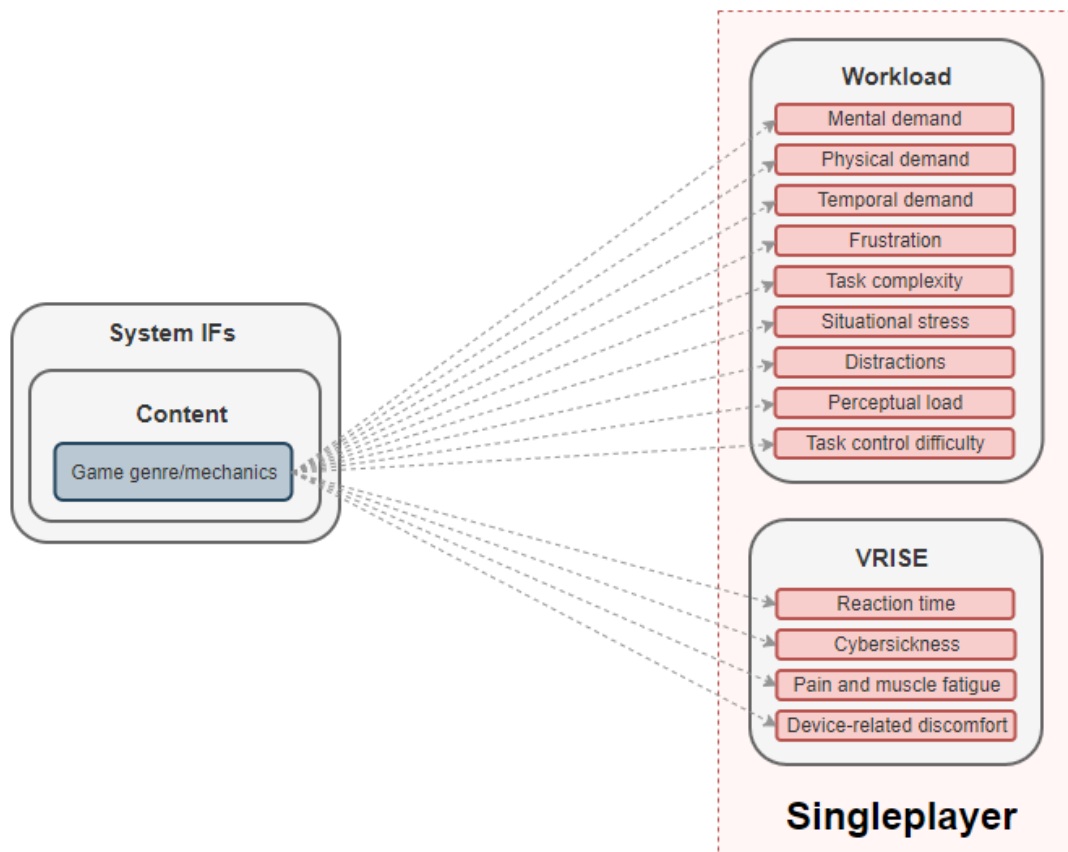 System IFs
Content
Game genre/mechanics
Workload
Mental demand
Physical demand
Temporal demand
Frustration
Task complexity
Situational stress
Distractions
Perceptual load
Task control difficulty
VRISE
Reaction time
Cybersickness
Pain and muscle fatigue
Device-related discomfort
Singleplayer